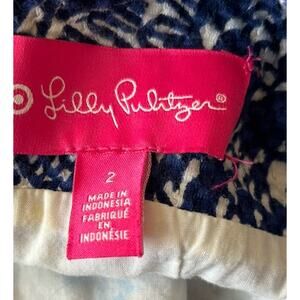 Lilly Pulitzer®
2
MADE IN
INDONESIA
FABRIQUÉ
EN
INDONÉSIE